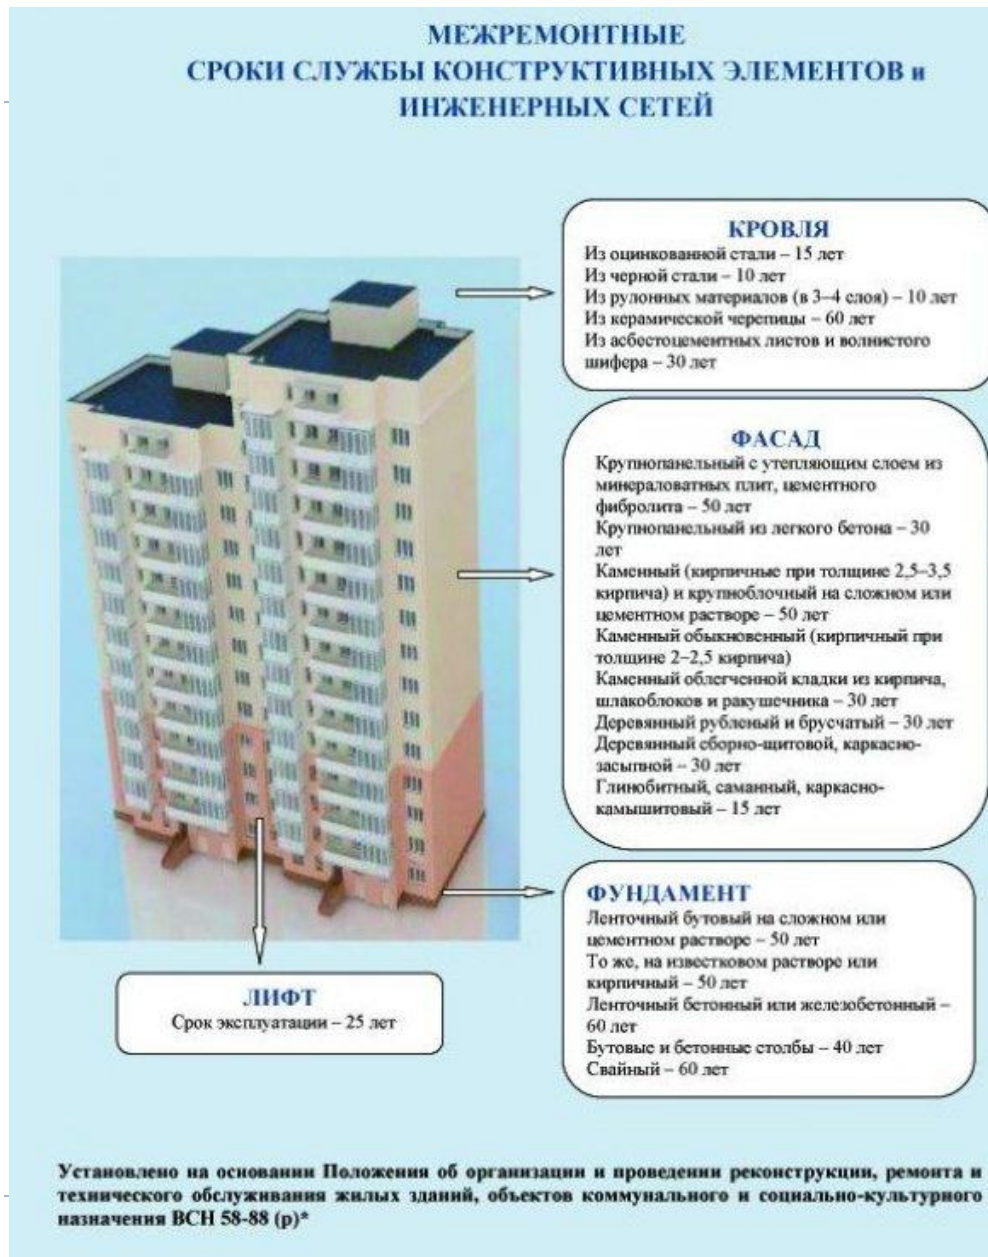 МЕЖРЕМОНТНЫЕ
СРОКИ СЛУЖБЫ КОНСТРУКТИВНЫХ ЭЛЕМЕНТОВ и
ИНЖЕНЕРНЫХ СЕТЕЙ
КРОВЛЯ
Из оцинкованной стали – 15 лет
Из черной стали – 10 лет
Из рулонных материалов (в 3–4 слоя) – 10 лет
Из керамической черепицы – 60 лет
Из асбестоцементных листов и волнистого
шифера – 30 лет
ФАСАД
Крупнопанельный с утепляющим слоем из
минераловатных плит, цементного
фибролита – 50 лет
Крупнопанельный из легкого бетона – 30
лет
Каменный (кирпичные при толщине 2,5–3,5
кирпича) и крупноблочный на сложном или
цементном растворе – 50 лет
Каменный обыкновенный (кирпичный при
толщине 2–2,5 кирпича)
Каменный облегченной кладки из кирпича,
шлакоблоков и ракушечника – 30 лет
Деревянный рубленый и брусчатый – 30 лет
Деревянный сборно-щитовой, каркасно-
засыпной – 30 лет
Глинобитный, саманный, каркасно-
камышитовый – 15 лет
ФУНДАМЕНТ
Ленточный бутовый на сложном или
цементном растворе – 50 лет
То же, на известковом растворе или
кирпичный – 50 лет
Ленточный бетонный или железобетонный –
60 лет
Бутовые и бетонные столбы – 40 лет
Свайный – 60 лет
ЛИФТ
Срок эксплуатации – 25 лет
Установлено на основании Положения об организации и проведении реконструкции, ремонта и
технического обслуживания жилых зданий, объектов коммунального и социально-культурного
назначения ВСН 58-88 (р)*